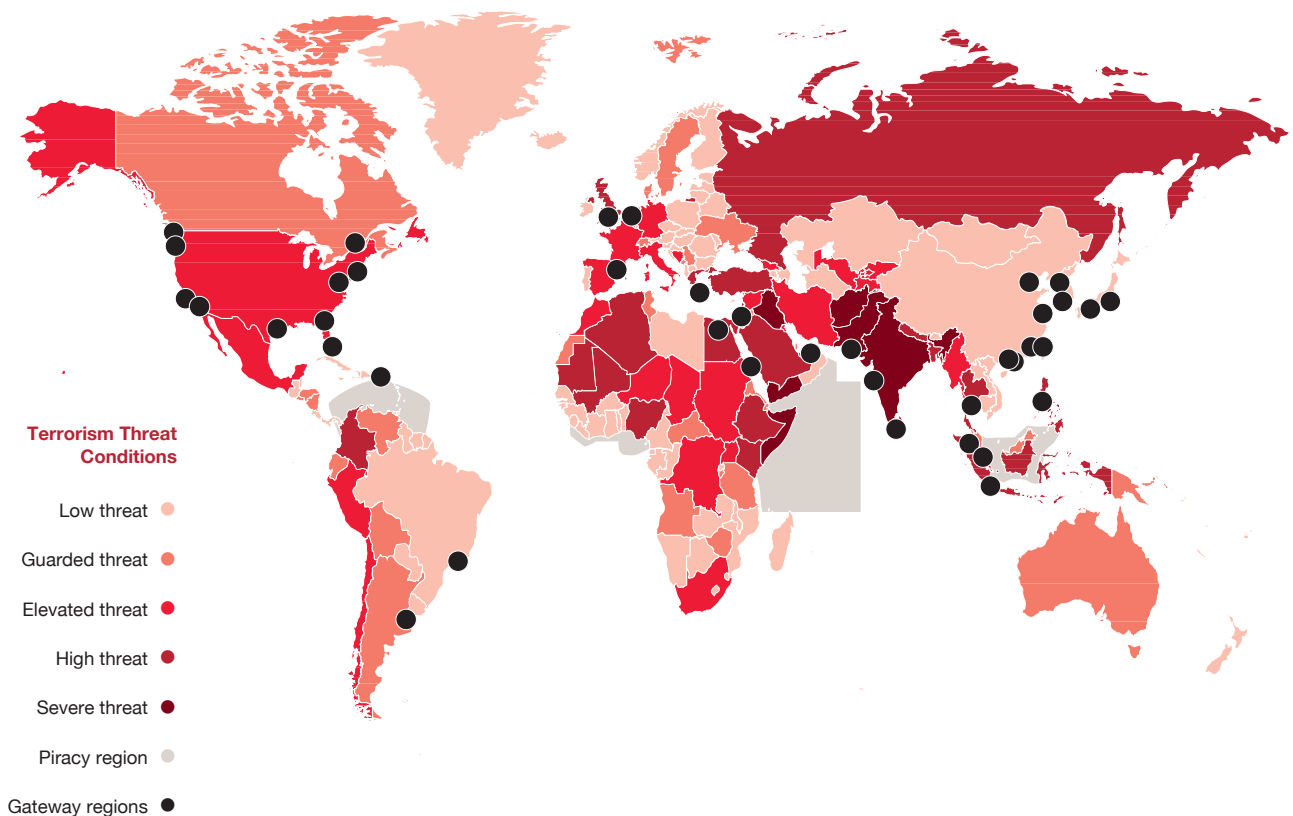 Terrorism Threat
Conditions
Low threat
Guarded threat
Elevated threat
High threat
Severe threat
Piracy region
Gateway regions